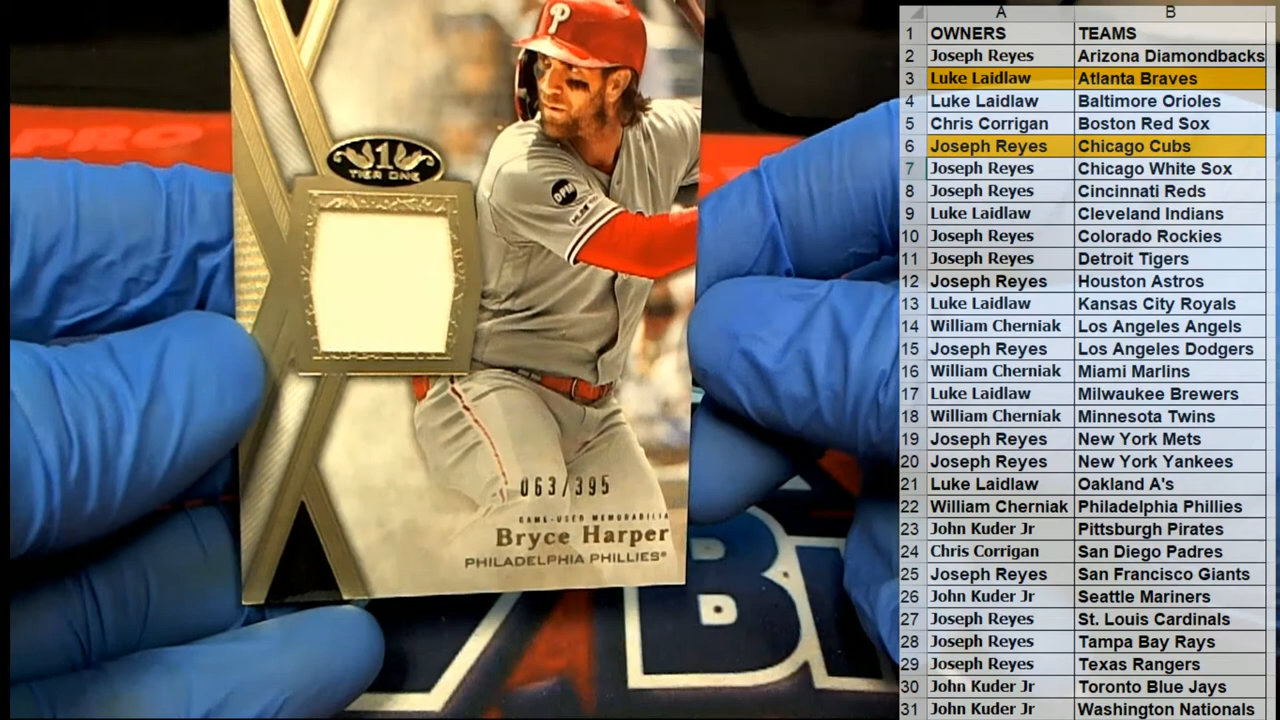 PRO
P
1
TIER ONE
OPM
063/395
GAME-USED MEMORABILIA
Bryce Harper
PHILADELPHIA PHILLIES®
A B
1 OWNERS TEAMS
2 Joseph Reyes Arizona Diamondbacks
3 Luke Laidlaw Atlanta Braves
4 Luke Laidlaw Baltimore Orioles
5 Chris Corrigan Boston Red Sox
6 Joseph Reyes Chicago Cubs
7 Joseph Reyes Chicago White Sox
8 Joseph Reyes Cincinnati Reds
9 Luke Laidlaw Cleveland Indians
10 Joseph Reyes Colorado Rockies
11 Joseph Reyes Detroit Tigers
12 Joseph Reyes Houston Astros
13 Luke Laidlaw Kansas City Royals
14 William Cherniak Los Angeles Angels
15 Joseph Reyes Los Angeles Dodgers
16 William Cherniak Miami Marlins
17 Luke Laidlaw Milwaukee Brewers
18 William Cherniak Minnesota Twins
19 Joseph Reyes New York Mets
20 Joseph Reyes New York Yankees
21 Luke Laidlaw Oakland A's
22 William Cherniak Philadelphia Phillies
23 John Kuder Jr Pittsburgh Pirates
24 Chris Corrigan San Diego Padres
25 Joseph Reyes San Francisco Giants
26 John Kuder Jr Seattle Mariners
27 Joseph Reyes St. Louis Cardinals
28 Joseph Reyes Tampa Bay Rays
29 Joseph Reyes Texas Rangers
30 John Kuder Jr Toronto Blue Jays
31 John Kuder Jr Washington Nationals